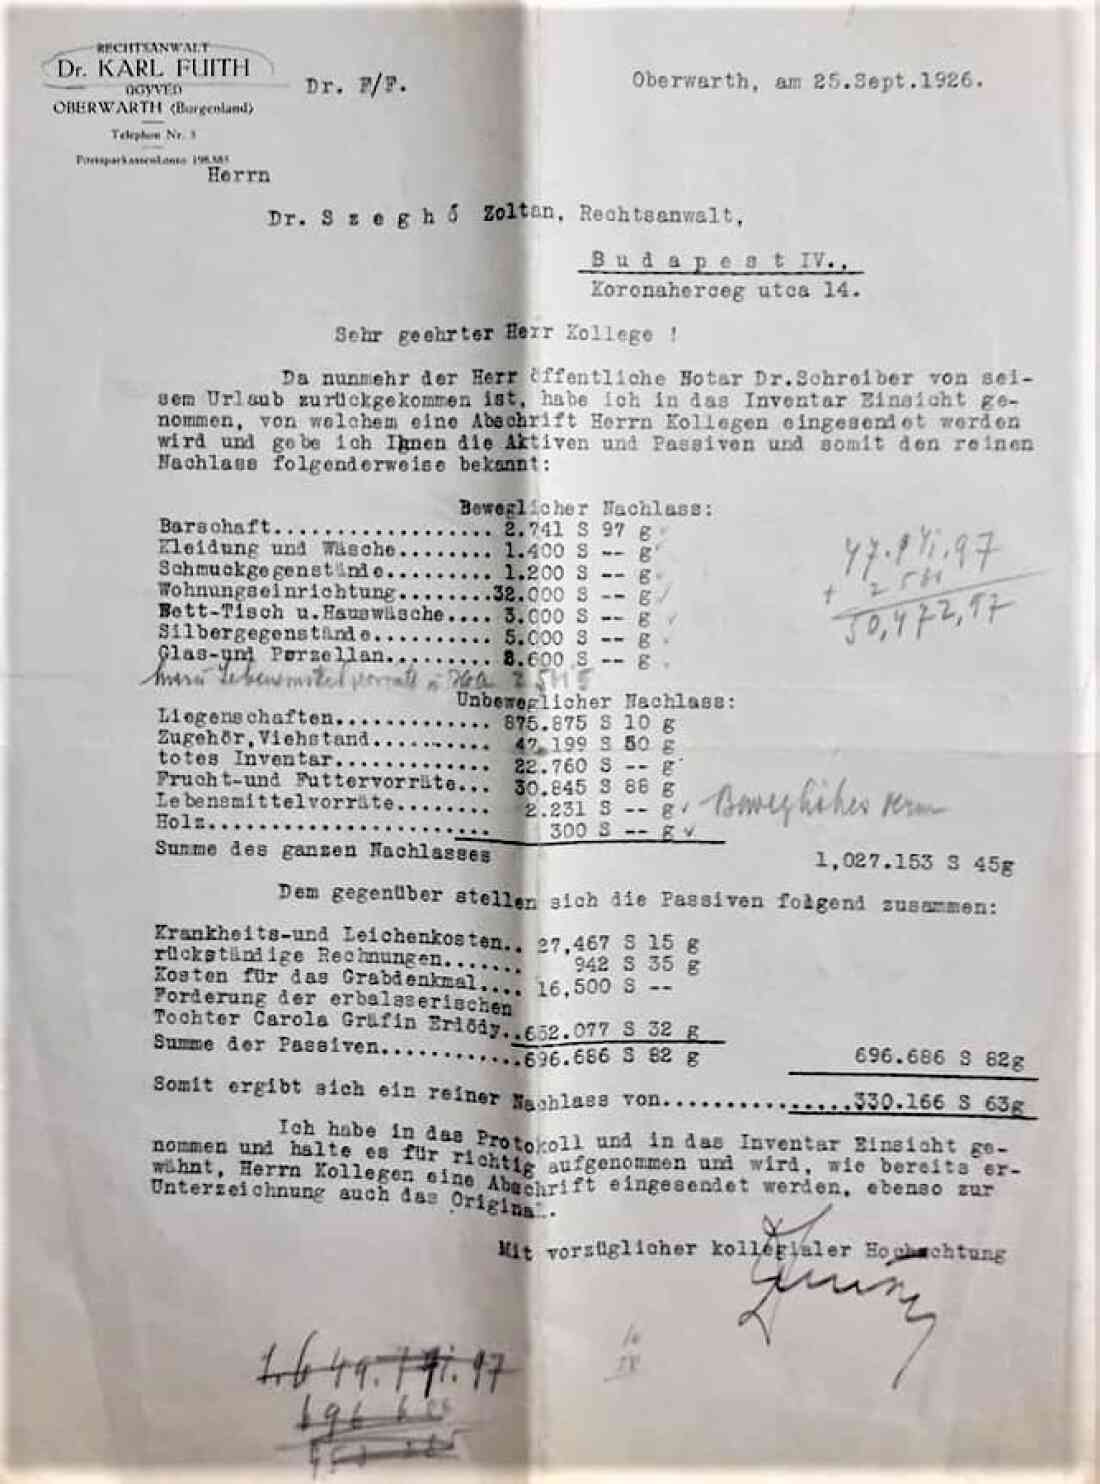 RECHTSANWALT
Dr. KARL FUITH
ÜGYVÉD
OBERWARTH (Burgenland)
Telephon Nr. 3
Postsparkassenkonto 198.585
Dr. F/F.
Oberwarth, am 25.Sept.1926.
Herrn
Dr. S z e g h ő Zoltan, Rechtsanwalt,
B u d a p e s t IV.,
Koronaherceg utca 14.
Sehr geehrter Herr Kollege !
Da nunmehr der Herr öffentliche Notar Dr.Schreiber von sei-
sem Urlaub zurückgekommen ist, habe ich in das Inventar Einsicht ge-
nommen, von welchem eine Abschrift Herrn Kollegen eingesendet werden
wird und gebe ich Ihnen die Aktiven und Passiven und somit den reinen
Nachlass folgenderweise bekannt:
Beweglicher Nachlass:
Barschaft.................. 2.741 S 97 g
Kleidung und Wäsche........ 1.400 S -- g
Schmuckgegenstände......... 1.200 S -- g
Wohnungseinrichtung........32.000 S -- g
Bett-Tisch u.Hauswäsche.... 3.000 S -- g
Silbergegenstände.......... 5.000 S -- g
Glas-und Porzellan......... 8.600 S -- g
47.941.97
+ 2 531
50,472,97
Lebensmittelvorräte
Unbeweglicher Nachlass:
Liegenschaften............. 875.875 S 10 g
Zugehör,Viehstand.......... 47.199 S 50 g
totes Inventar............. 22.760 S -- g
Frucht-und Futtervorräte... 30.845 S 88 g
Lebensmittelvorräte........ 2.231 S -- g
Bewegliches Verm
Holz....................... 300 S -- g
Summe des ganzen Nachlasses 1,027.153 S 45g
Dem gegenüber stellen sich die Passiven folgend zusammen:
Krankheits-und Leichenkosten.. 27,467 S 15 g
rückständige Rechnungen....... 942 S 35 g
Kosten für das Grabdenkmal.... 16,500 S --
Forderung der erbalsserischen
Tochter Carola Gräfin Erlödy..652.077 S 32 g
Summe der Passiven............696.686 S 82 g 696.686 S 82g
Somit ergibt sich ein reiner Nachlass von................330.166 S 63g
Ich habe in das Protokoll und in das Inventar Einsicht ge-
nommen und halte es für richtig aufgenommen und wird, wie bereits er-
wähnt, Herrn Kollegen eine Abschrift eingesendet werden, ebenso zur
Unterzeichnung auch das Original.
Mit vorzüglicher kollegialer Hochachtung